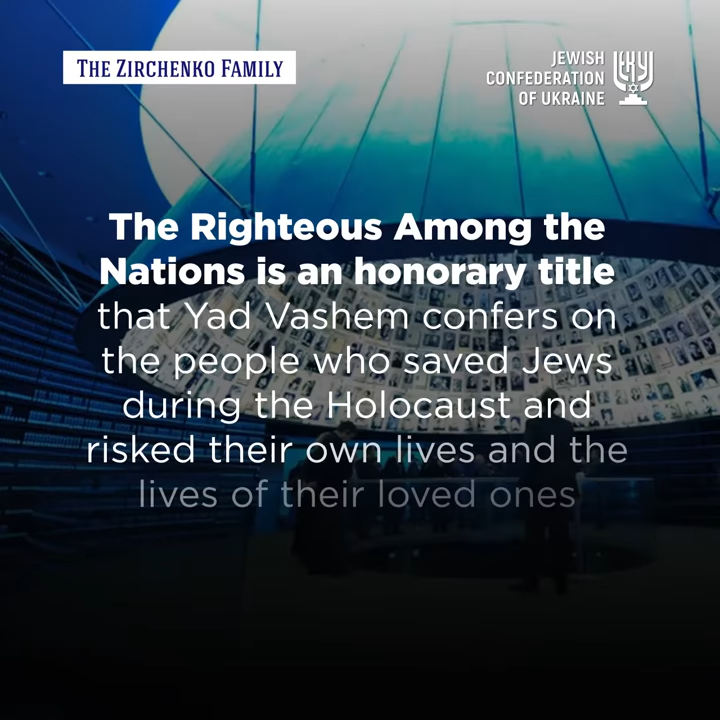 THE ZIRCHENKO FAMILY
JEWISH
CONFEDERATION
OF UKRAINE
The Righteous Among the
Nations is an honorary title
that Yad Vashem confers on
the people who saved Jews
during the Holocaust and
risked their own lives and the
lives of their loved ones